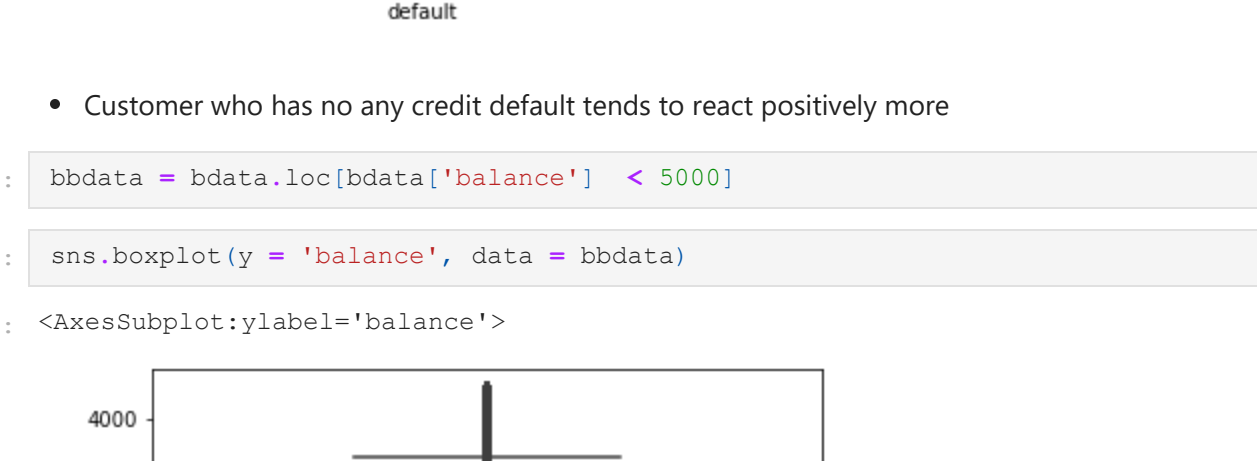 default
• Customer who has no any credit default tends to react positively more
: bbdata = bdata.loc[bdata['balance']  < 5000]
: sns.boxplot(y = 'balance', data = bbdata)
: <AxesSubplot:ylabel='balance'>
4000